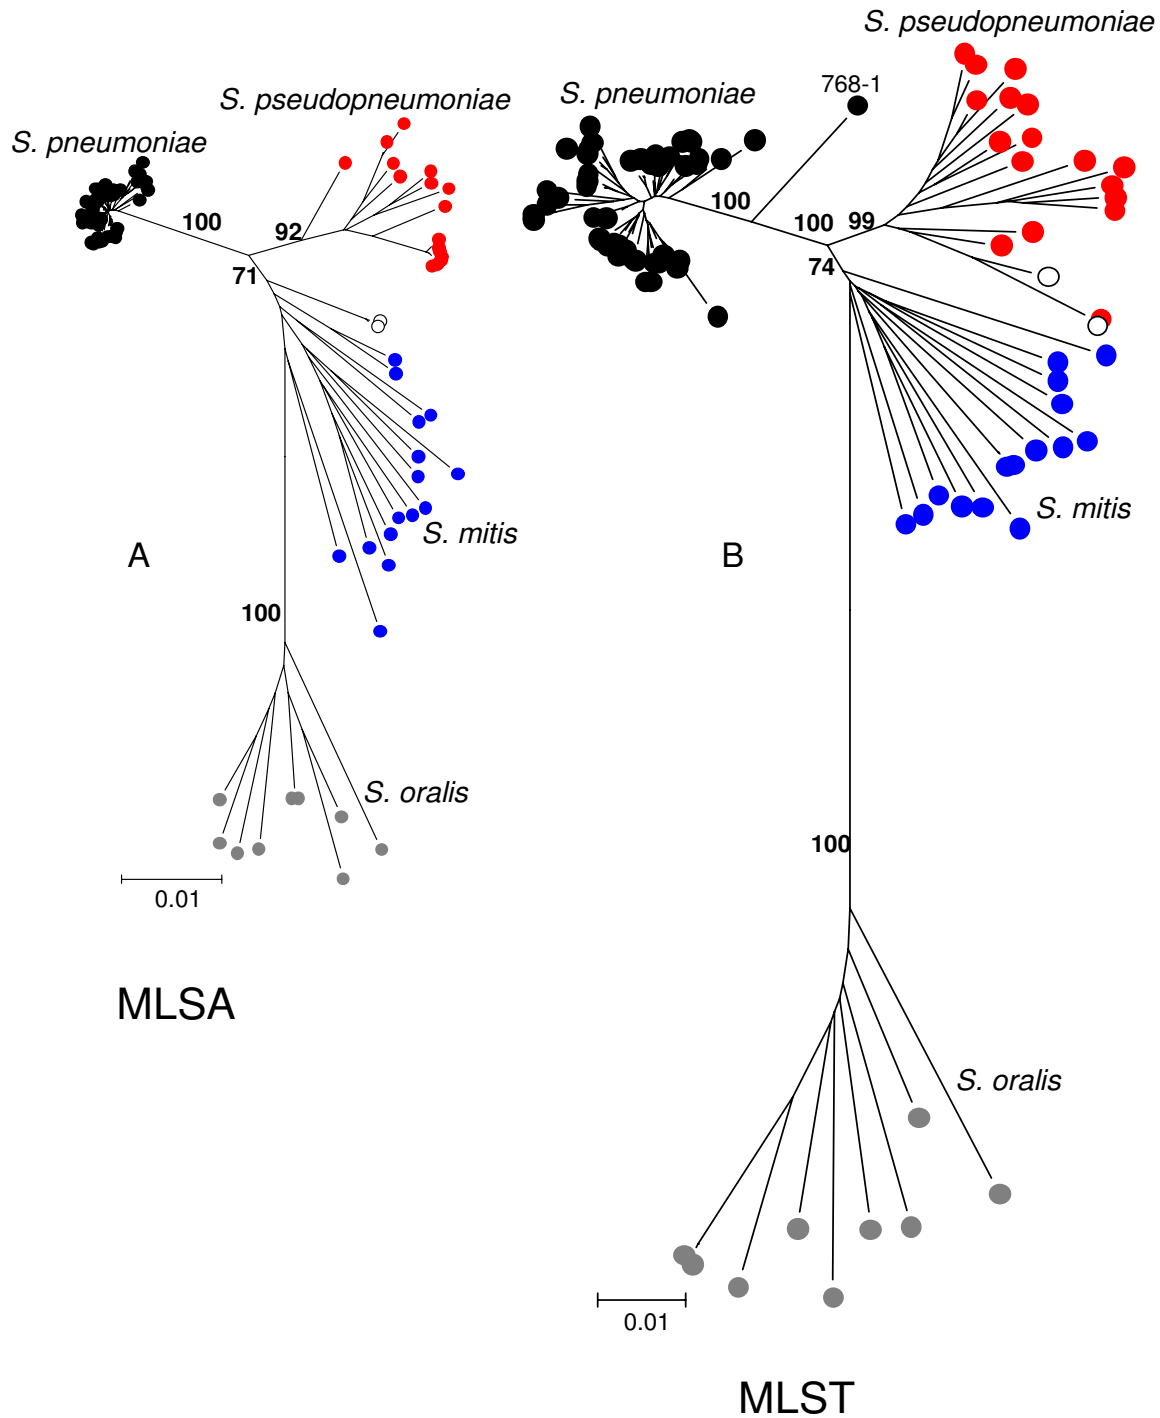 S. pseudopneumoniae
S. pneumoniae
768-1
S. pseudopneumoniae
S. pneumoniae
100
92
71
100
100
99
74
S. mitis
A
S. mitis
B
100
S. oralis
0.01
100
MLSA
S. oralis
0.01
MLST